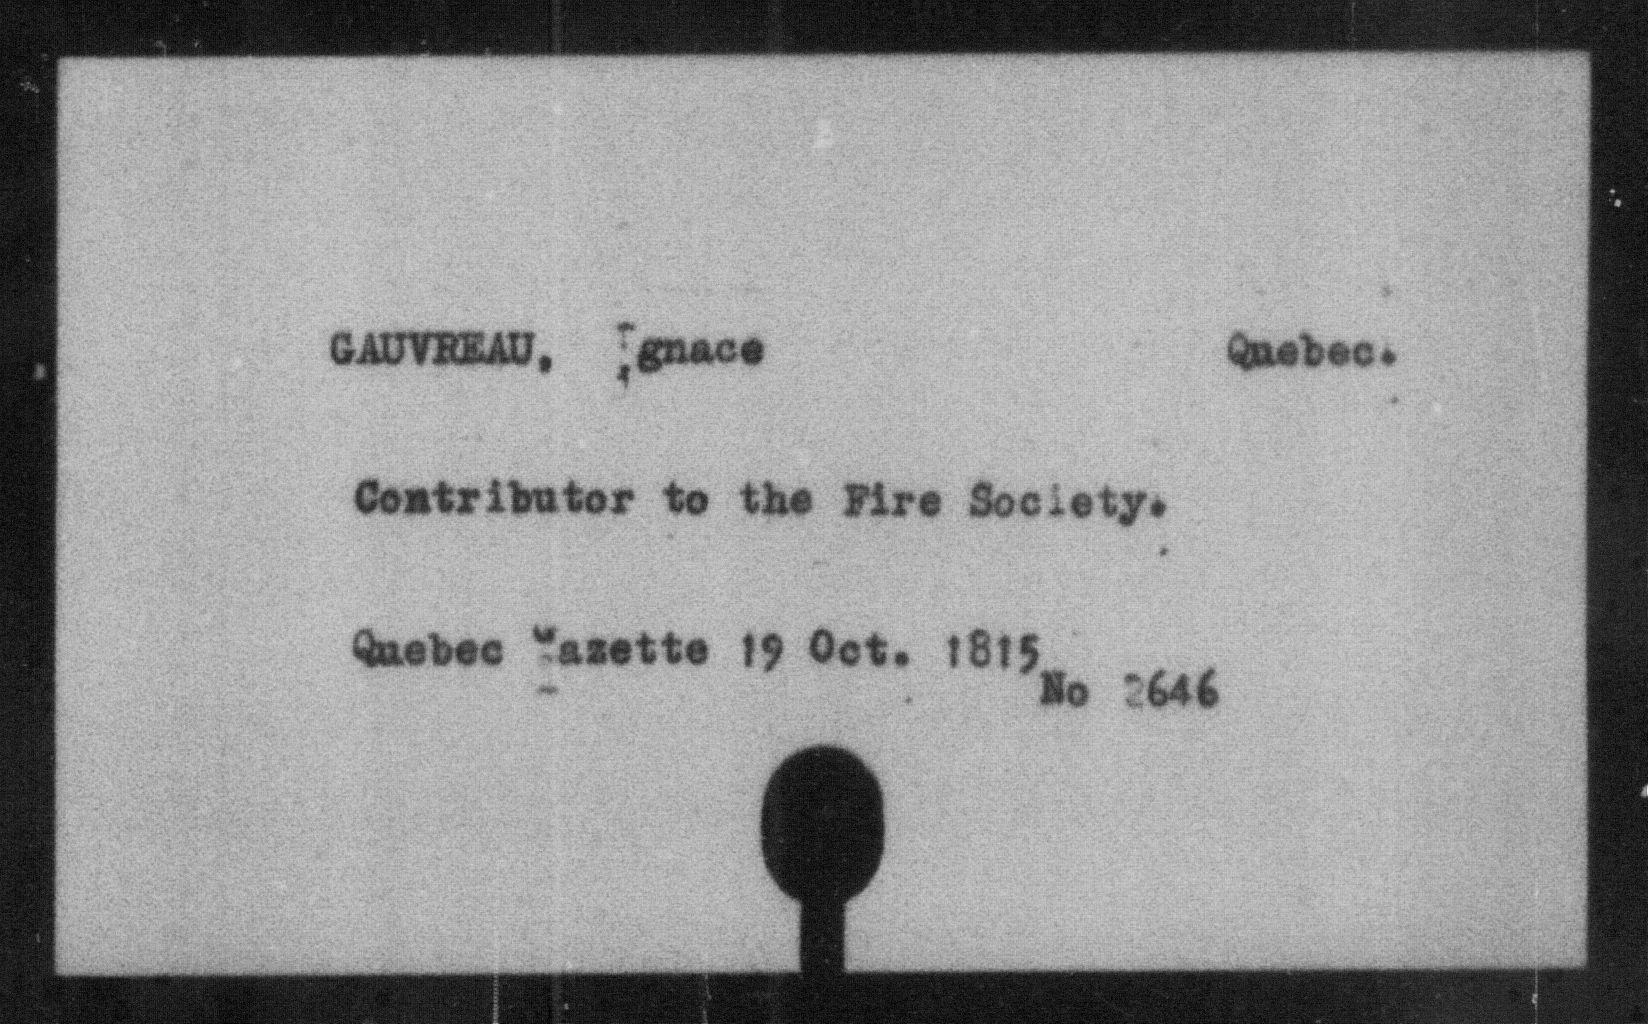 GAUVREAU, Ignace Quebec.
Contributor to the Fire Society.
Quebec Gazette 19 Oct. 1815
No 2646